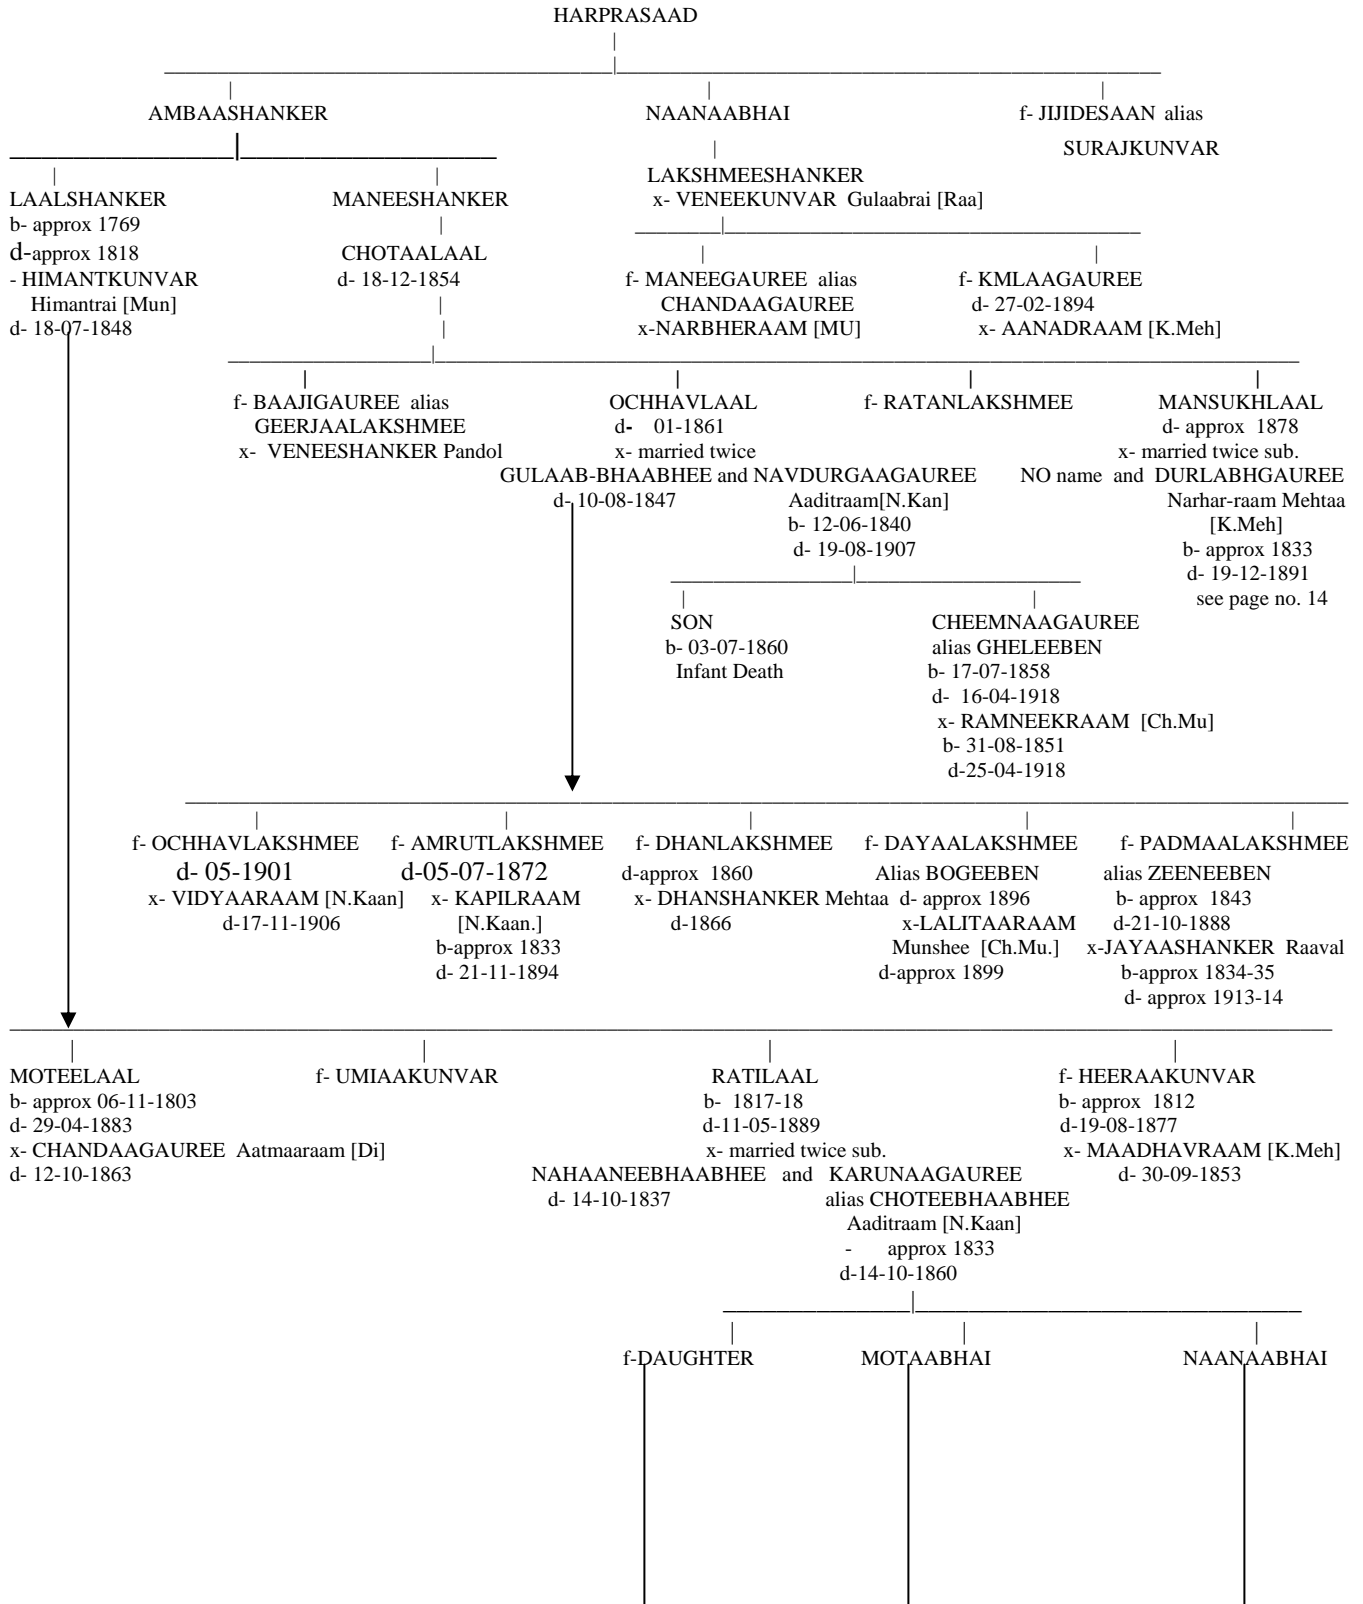 HARPRASAAD
AMBAASHANKER NAANAABHAI f- JIJIDESAAN alias
SURAJKUNVAR
LAALSHANKER
b- approx 1769
d-approx 1818
- HIMANTKUNVAR
Himantrai [Mun]
d- 18-07-1848
MANEESHANKER
CHOTAALAAL
d- 18-12-1854
LAKSHMEESHANKER
x- VENEEKUNVAR Gulaabrai [Raa]
f- MANEEGAUREE alias
CHANDAAGAUREE
x-NARBHERAAM [MU]
f- KMLAAGAUREE
d- 27-02-1894
x- AANADRAAM [K.Meh]
f- BAAJIGAUREE alias
GEERJAALAKSHMEE
x- VENEESHANKER Pandol
OCHHAVLAAL
d- 01-1861
x- married twice
GULAAB-BHAABHEE and NAVDURGAAGAUREE
d- 10-08-1847
Aaditraam[N.Kan]
b- 12-06-1840
d- 19-08-1907
f- RATANLAKSHMEE
MANSUKHLAAL
d- approx 1878
x- married twice sub.
NO name and DURLABHGAUREE
Narhar-raam Mehtaa
[K.Meh]
b- approx 1833
d- 19-12-1891
see page no. 14
SON
b- 03-07-1860
Infant Death
CHEEMNAAGAUREE
alias GHELEEBEN
b- 17-07-1858
d- 16-04-1918
x- RAMNEEKRAAM [Ch.Mu]
b- 31-08-1851
d-25-04-1918
f- OCHHAVLAKSHMEE
d- 05-1901
x- VIDYAARAAM [N.Kaan]
d-17-11-1906
f- AMRUTLAKSHMEE
d-05-07-1872
x- KAPILRAAM
[N.Kaan.]
b-approx 1833
d- 21-11-1894
f- DHANLAKSHMEE
d-approx 1860
x- DHANSHANKER Mehtaa
d-1866
f- DAYAALAKSHMEE
Alias BOGEEBEN
d- approx 1896
x-LALITAARAAM
Munshee [Ch.Mu.]
d-approx 1899
f- PADMAALAKSHMEE
alias ZEENEEBEN
b- approx 1843
d-21-10-1888
x-JAYAASHANKER Raaval
b-approx 1834-35
d- approx 1913-14
MOTEELAAL
b- approx 06-11-1803
d- 29-04-1883
x- CHANDAAGAUREE Aatmaaraam [Di]
d- 12-10-1863
f- UMIAAKUNVAR
RATILAAL
b- 1817-18
d-11-05-1889
x- married twice sub.
NAHAANEEBHAABHEE and KARUNAAGAUREE
d- 14-10-1837
alias CHOTEEBHAABHEE
Aaditraam [N.Kaan]
- approx 1833
d-14-10-1860
f- HEERAAKUNVAR
b- approx 1812
d-19-08-1877
x- MAADHAVRAAM [K.Meh]
d- 30-09-1853
f-DAUGHTER MOTAABHAI NAANAABHAI